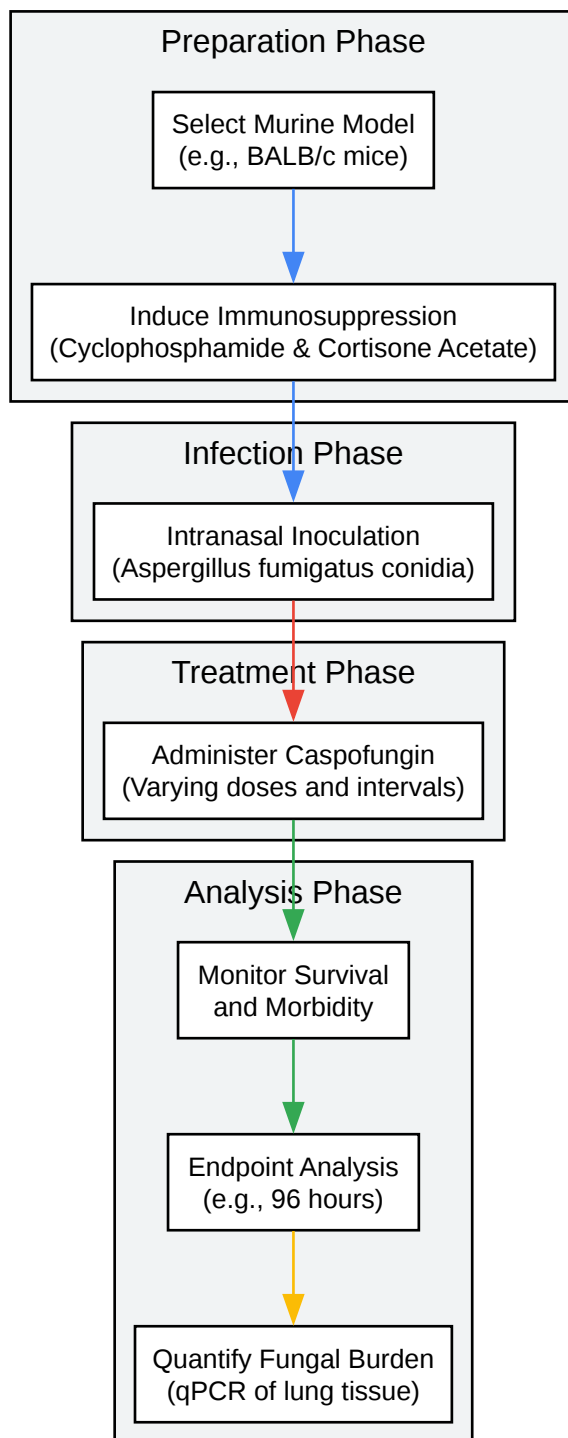 Preparation Phase
Select Murine Model
(e.g., BALB/c mice)
Induce Immunosuppression
(Cyclophosphamide & Cortisone Acetate)
Infection Phase
Intranasal Inoculation
(Aspergillus fumigatus conidia)
Treatment Phase
Administer Caspofungin
(Varying doses and intervals)
Analysis Phase
Monitor Survival
and Morbidity
Endpoint Analysis
(e.g., 96 hours)
Quantify Fungal Burden
(qPCR of lung tissue)